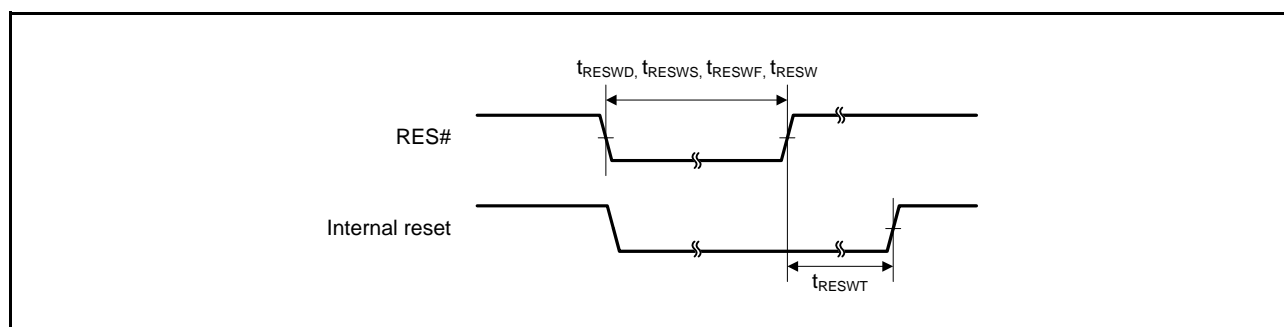 tRESWD, tRESWS, tRESWF, tRESW
RES#
Internal reset
tRESWT